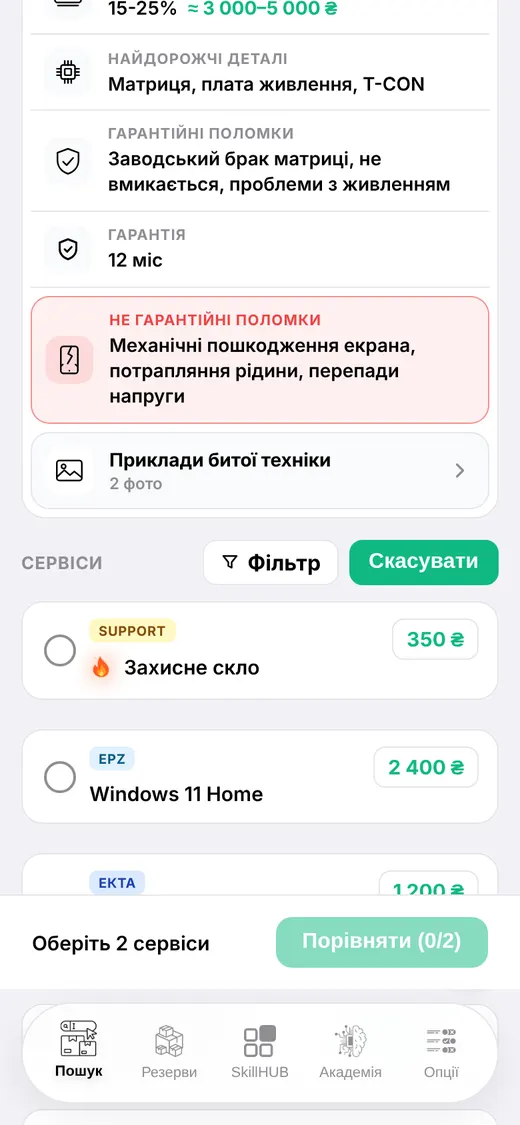 15-25% ≈ 3 000–5 000 ₴
НАЙДОРОЖЧІ ДЕТАЛІ
Матриця, плата живлення, T-CON
ГАРАНТІЙНІ ПОЛОМКИ
Заводський брак матриці, не
вмикається, проблеми з живленням
ГАРАНТІЯ
12 міс
НЕ ГАРАНТІЙНІ ПОЛОМКИ
Механічні пошкодження екрана,
потрапляння рідини, перепади
напруги
Приклади битої техніки
2 фото
СЕРВІСИ
Фільтр
Скасувати
SUPPORT
350 ₴
Захисне скло
EPZ
2 400 ₴
Windows 11 Home
EKTA
1 200 ₴
Оберіть 2 сервіси
Порівняти (0/2)
Пошук
Резерви
SkillHUB
Академія
Опції